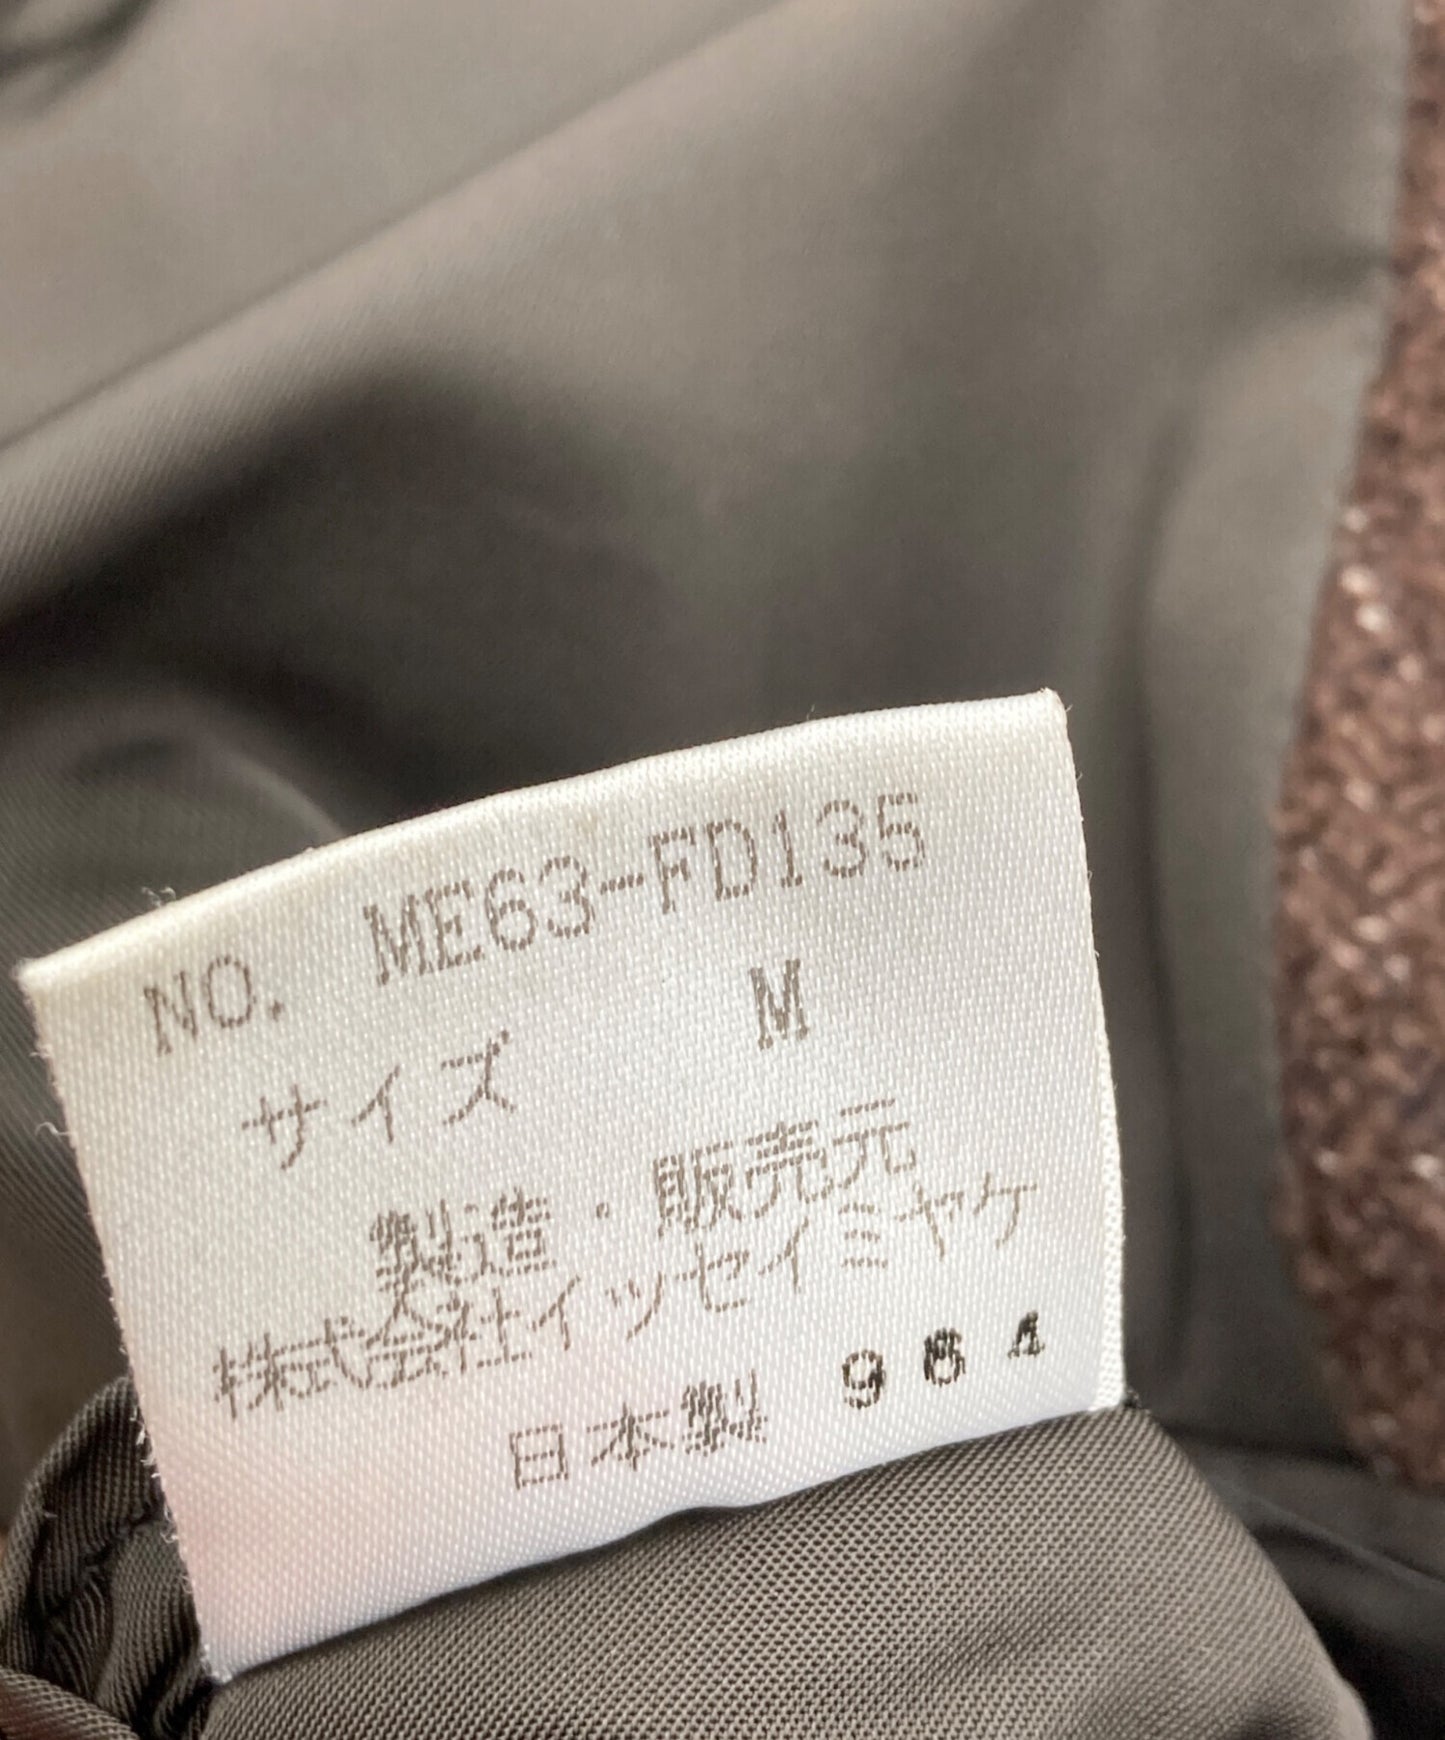 NO. ME63-FD135
サイズ M
製造・販売元
株式会社イッセイミヤケ
日本製 964